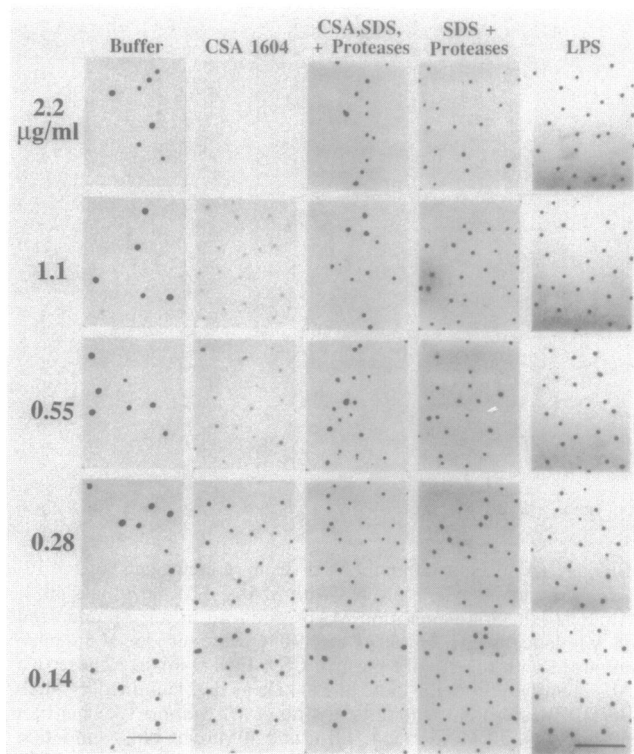 Buffer
CSA 1604
CSA,SDS,
+ Proteases
SDS +
Proteases
LPS
2.2
µg/ml
1.1
0.55
0.28
0.14